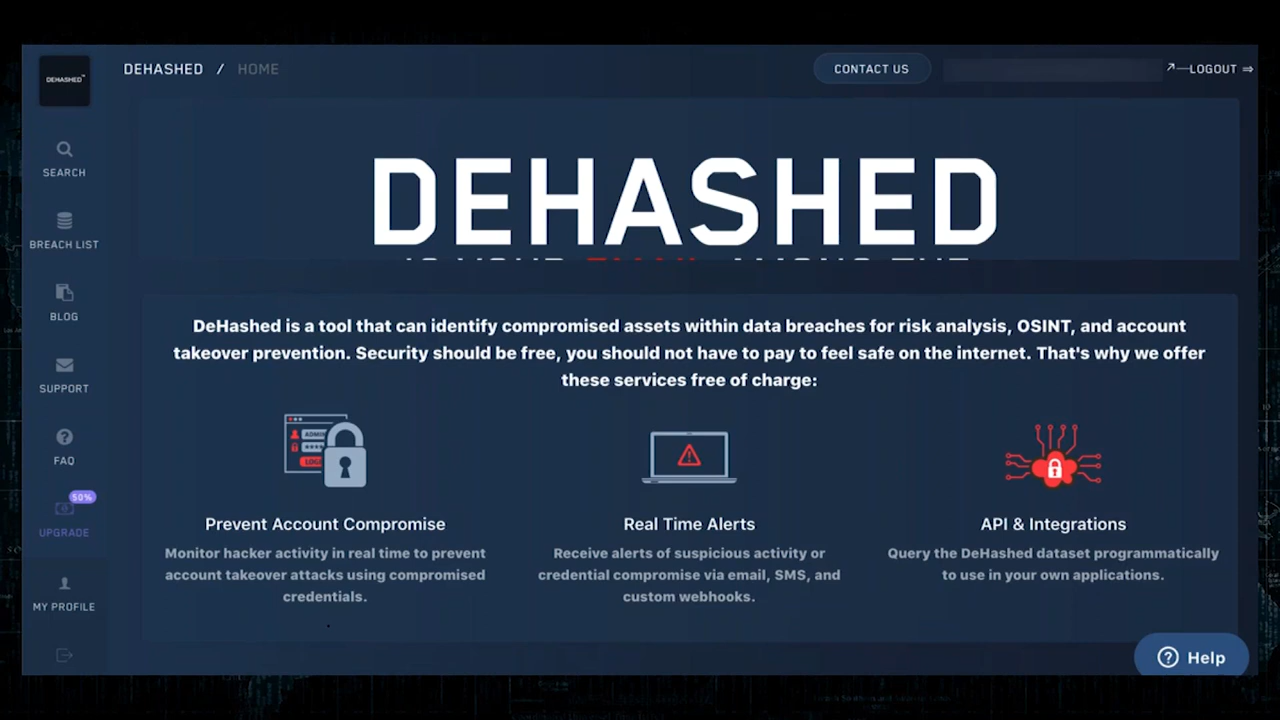 DEHASHED™
DEHASHED / HOME
CONTACT US
LOGOUT
SEARCH
BREACH LIST
BLOG
SUPPORT
FAQ
50%
UPGRADE
MY PROFILE
DEHASHED
DeHashed is a tool that can identify compromised assets within data breaches for risk analysis, OSINT, and account
takeover prevention. Security should be free, you should not have to pay to feel safe on the internet. That's why we offer
these services free of charge:
Prevent Account Compromise
Monitor hacker activity in real time to prevent
account takeover attacks using compromised
credentials.
Real Time Alerts
Receive alerts of suspicious activity or
credential compromise via email, SMS, and
custom webhooks.
API & Integrations
Query the DeHashed dataset programmatically
to use in your own applications.
Help